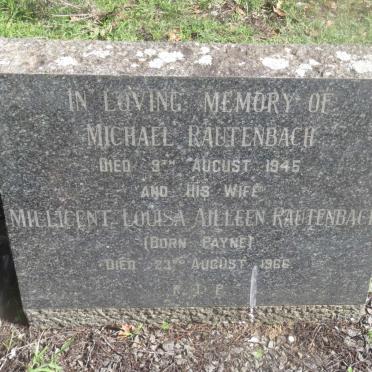 IN LOVING MEMORY OF
MICHAEL RAUTENBACH
DIED 9TH AUGUST 1945
AND HIS WIFE
MILLICENT LOUISA AILLEEN RAUTENBACH
(BORN PAYNE)
DIED 23RD AUGUST 1966
R.I.P.